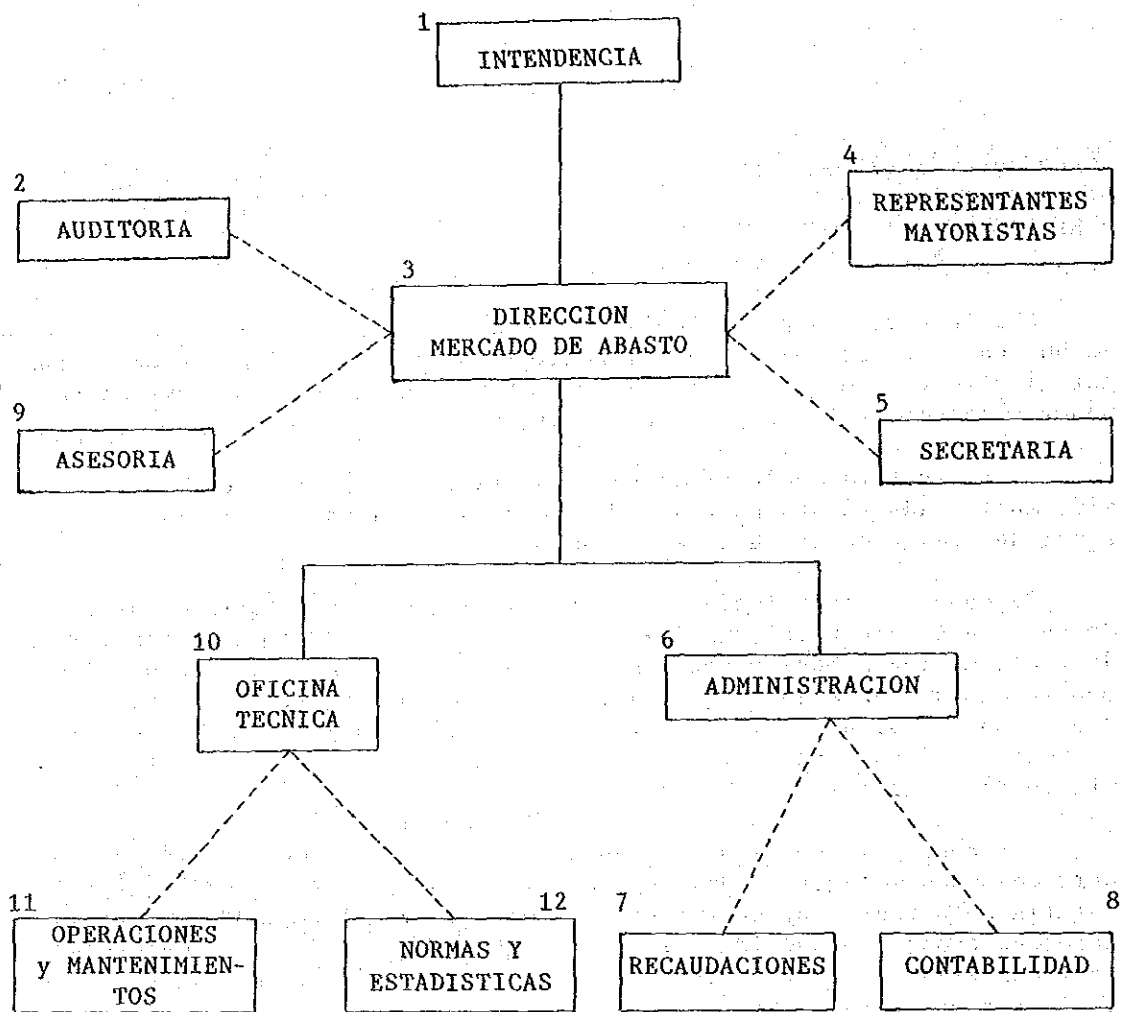 1
INTENDENCIA
2
AUDITORIA
4
REPRESENTANTES
MAYORISTAS
3
DIRECCION
MERCADO DE ABASTO
9
ASESORIA
5
SECRETARIA
10
OFICINA
TECNICA
6
ADMINISTRACION
11
OPERACIONES
y MANTENIMIEN-
TOS
12
NORMAS Y
ESTADISTICAS
7
RECAUDACIONES
8
CONTABILIDAD